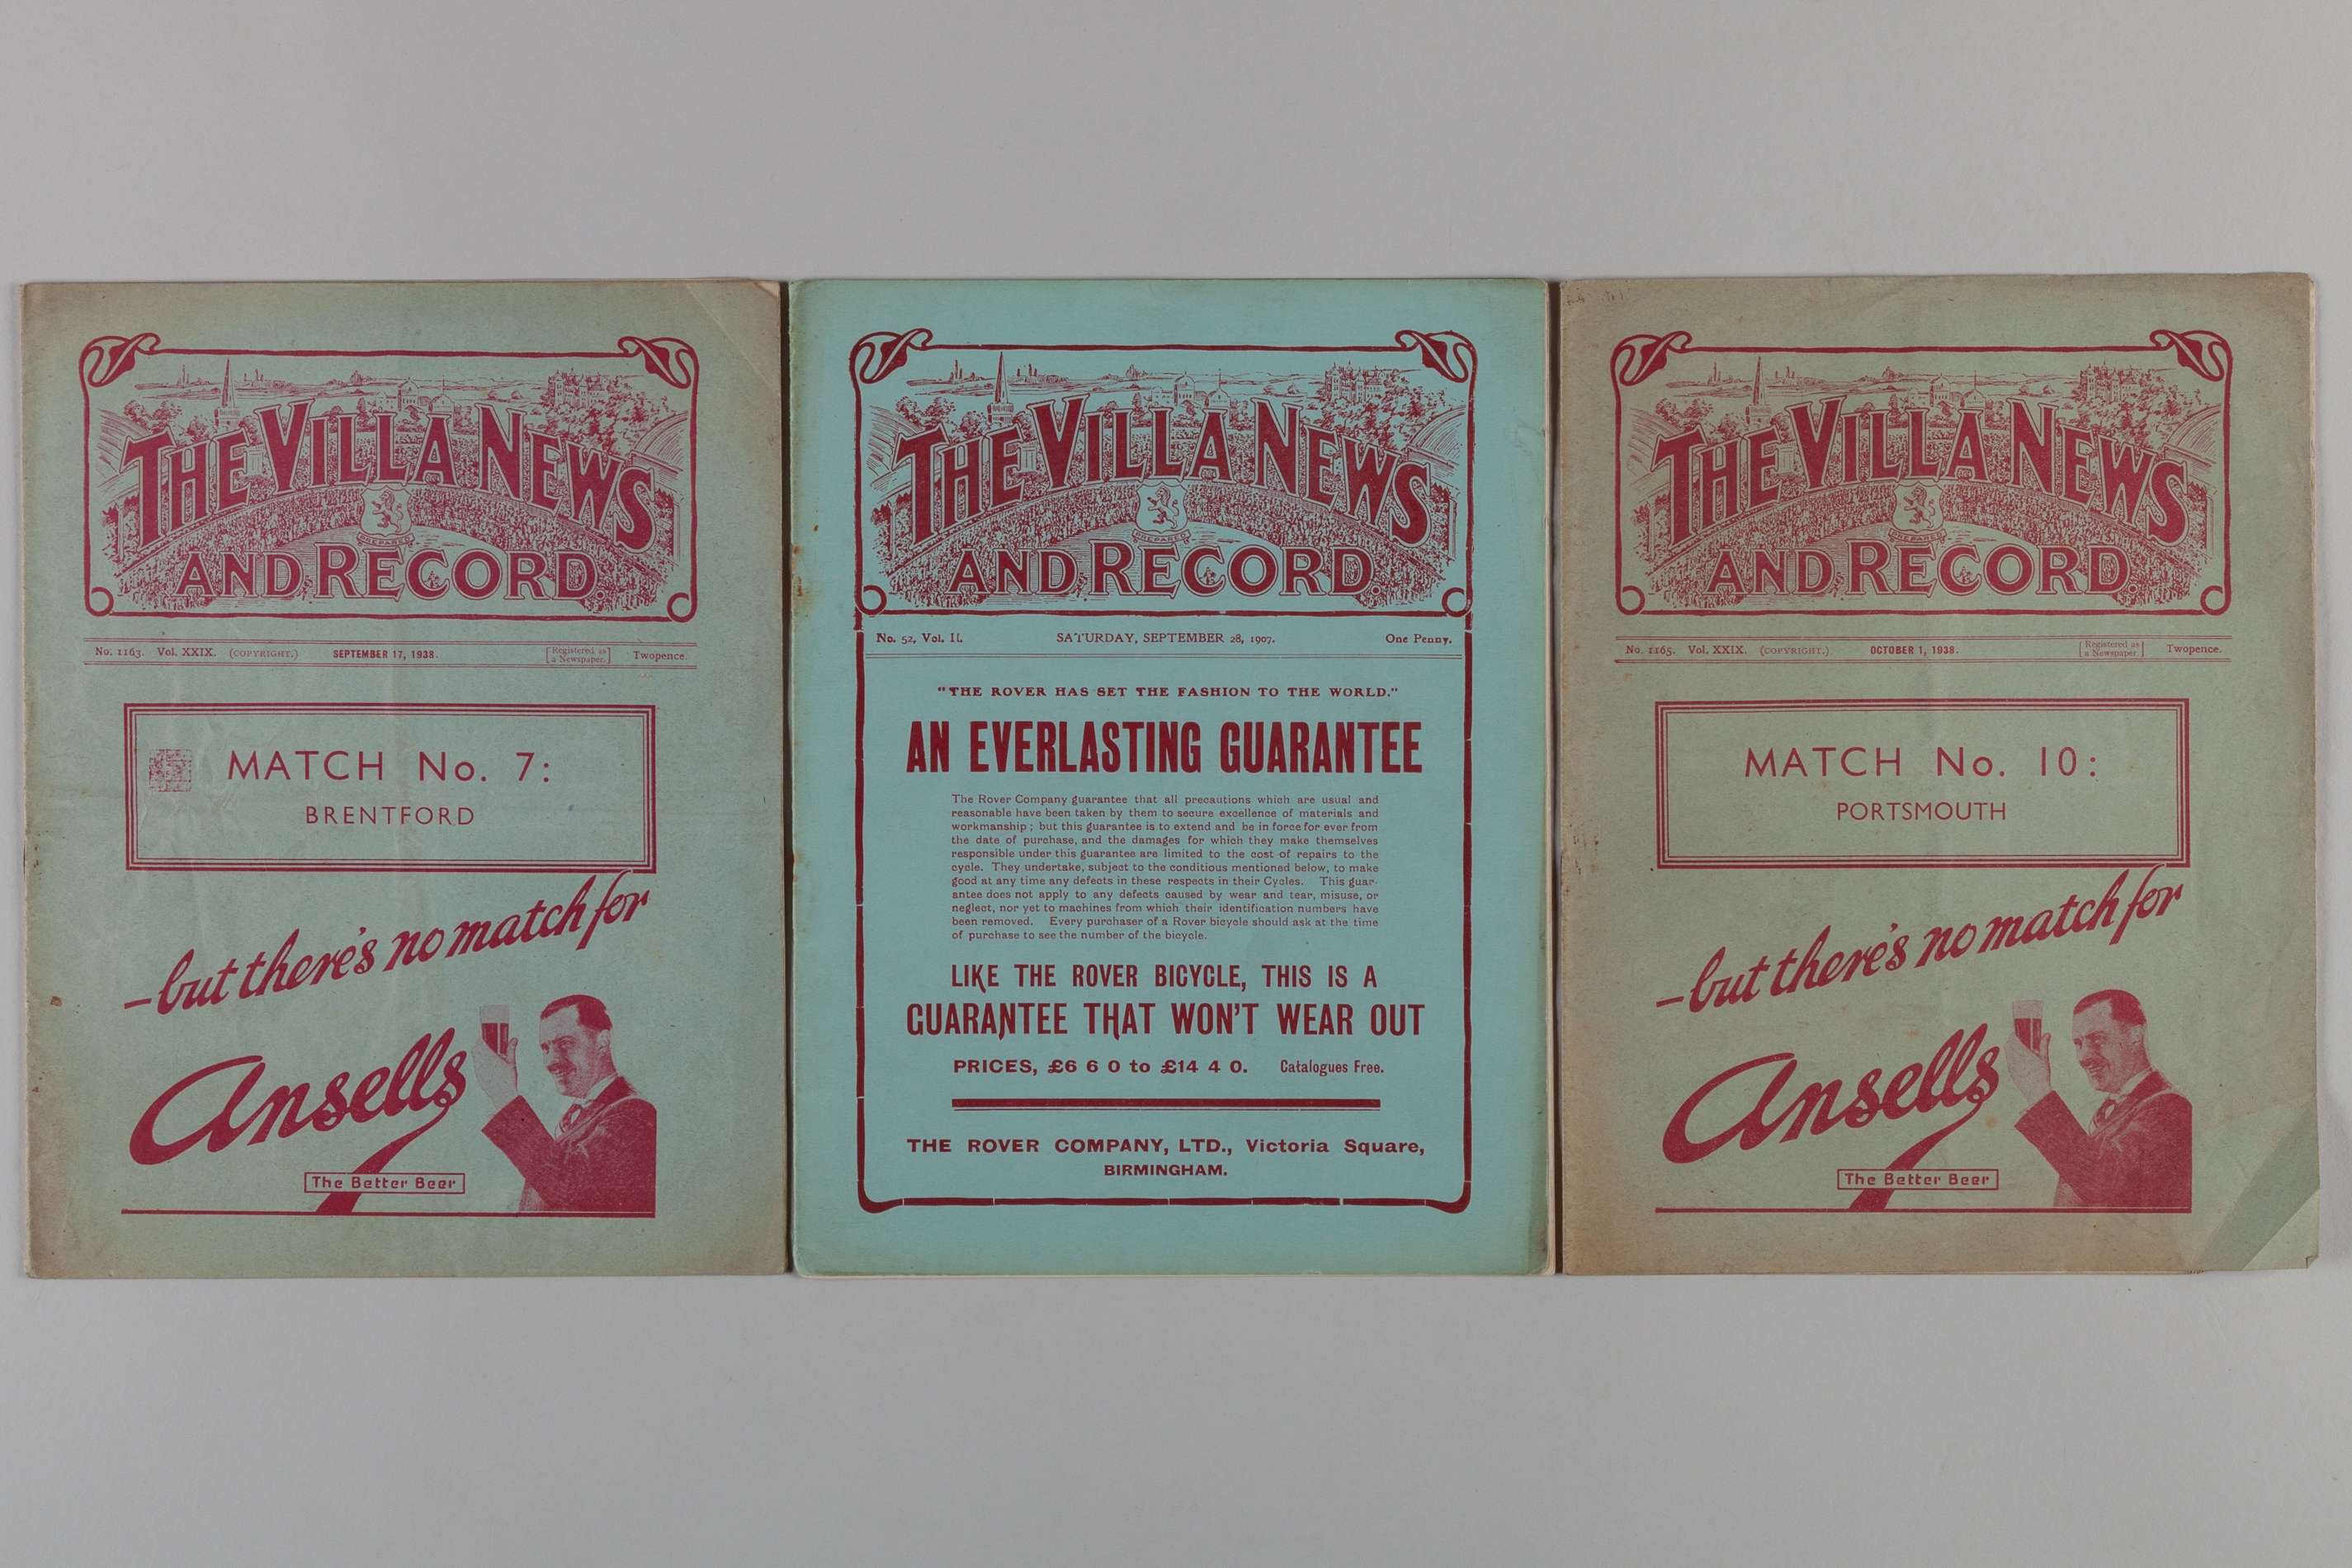 THE VILLA NEWS
PREPARED
AND RECORD.
No. 1163. Vol. XXIX. (COPYRIGHT.) SEPTEMBER 17, 1938. [Registered as a Newspaper.] Twopence.
MATCH No. 7:
BRENTFORD
—but there's no match for
Ansells
The Better Beer
THE VILLA NEWS
PREPARED
AND RECORD.
No. 52, Vol. II. SATURDAY, SEPTEMBER 28, 1907. One Penny.
"THE ROVER HAS SET THE FASHION TO THE WORLD."
AN EVERLASTING GUARANTEE
The Rover Company guarantee that all precautions which are usual and
reasonable have been taken by them to secure excellence of materials and
workmanship; but this guarantee is to extend and be in force for ever from
the date of purchase, and the damages for which they make themselves
responsible under this guarantee are limited to the cost of repairs to the
cycle. They undertake, subject to the conditious mentioned below, to make
good at any time any defects in these respects in their Cycles. This guar-
antee does not apply to any defects caused by wear and tear, misuse, or
neglect, nor yet to machines from which their identification numbers have
been removed. Every purchaser of a Rover bicycle should ask at the time
of purchase to see the number of the bicycle.
LIKE THE ROVER BICYCLE, THIS IS A
GUARANTEE THAT WON'T WEAR OUT
PRICES, £6 6 0 to £14 4 0. Catalogues Free.
THE ROVER COMPANY, LTD., Victoria Square,
BIRMINGHAM.
THE VILLA NEWS
PREPARED
AND RECORD.
No. 1165. Vol. XXIX. (COPYRIGHT.) OCTOBER 1, 1938. [Registered as a Newspaper.] Twopence.
MATCH No. 10:
PORTSMOUTH
—but there's no match for
Ansells
The Better Beer